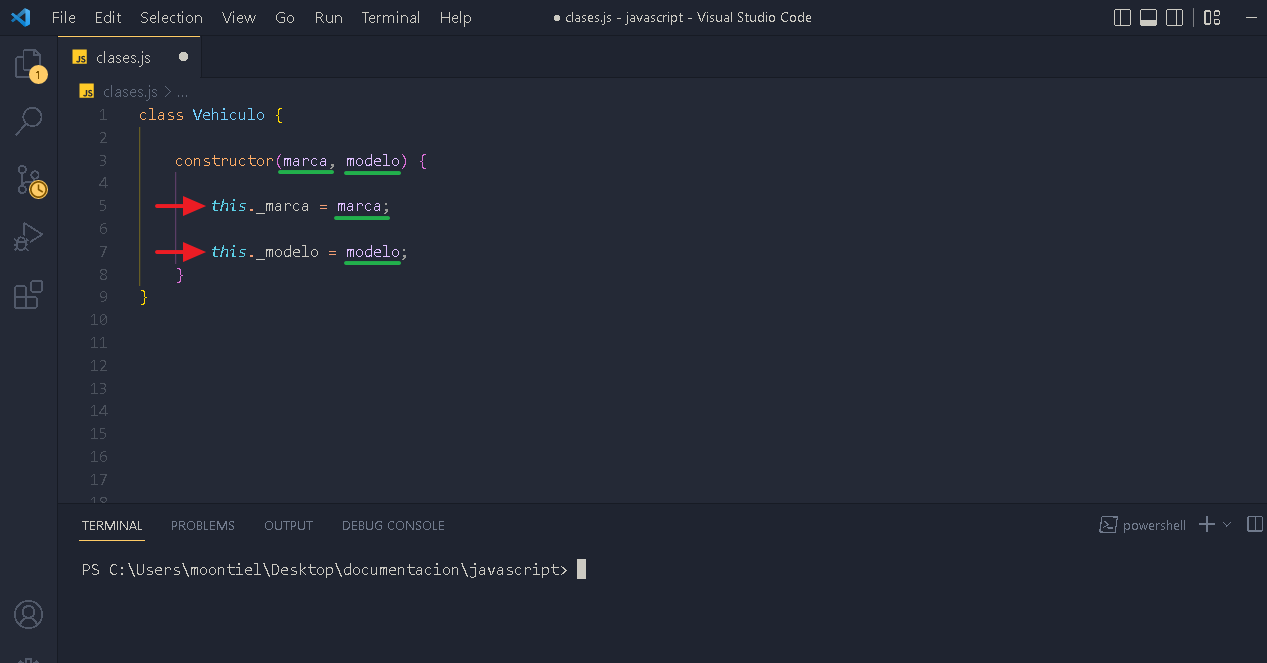 File Edit Selection View Go Run Terminal Help ● clases.js - javascript - Visual Studio Code
JS clases.js ●
1
JS clases.js > ...
1 class Vehiculo {
2
3 constructor(marca, modelo) {
4
5 this._marca = marca;
6
7 this._modelo = modelo;
8 }
9 }
10
11
12
13
14
15
16
17
18
TERMINAL PROBLEMS OUTPUT DEBUG CONSOLE powershell
PS C:\Users\moontiel\Desktop\documentacion\javascript>